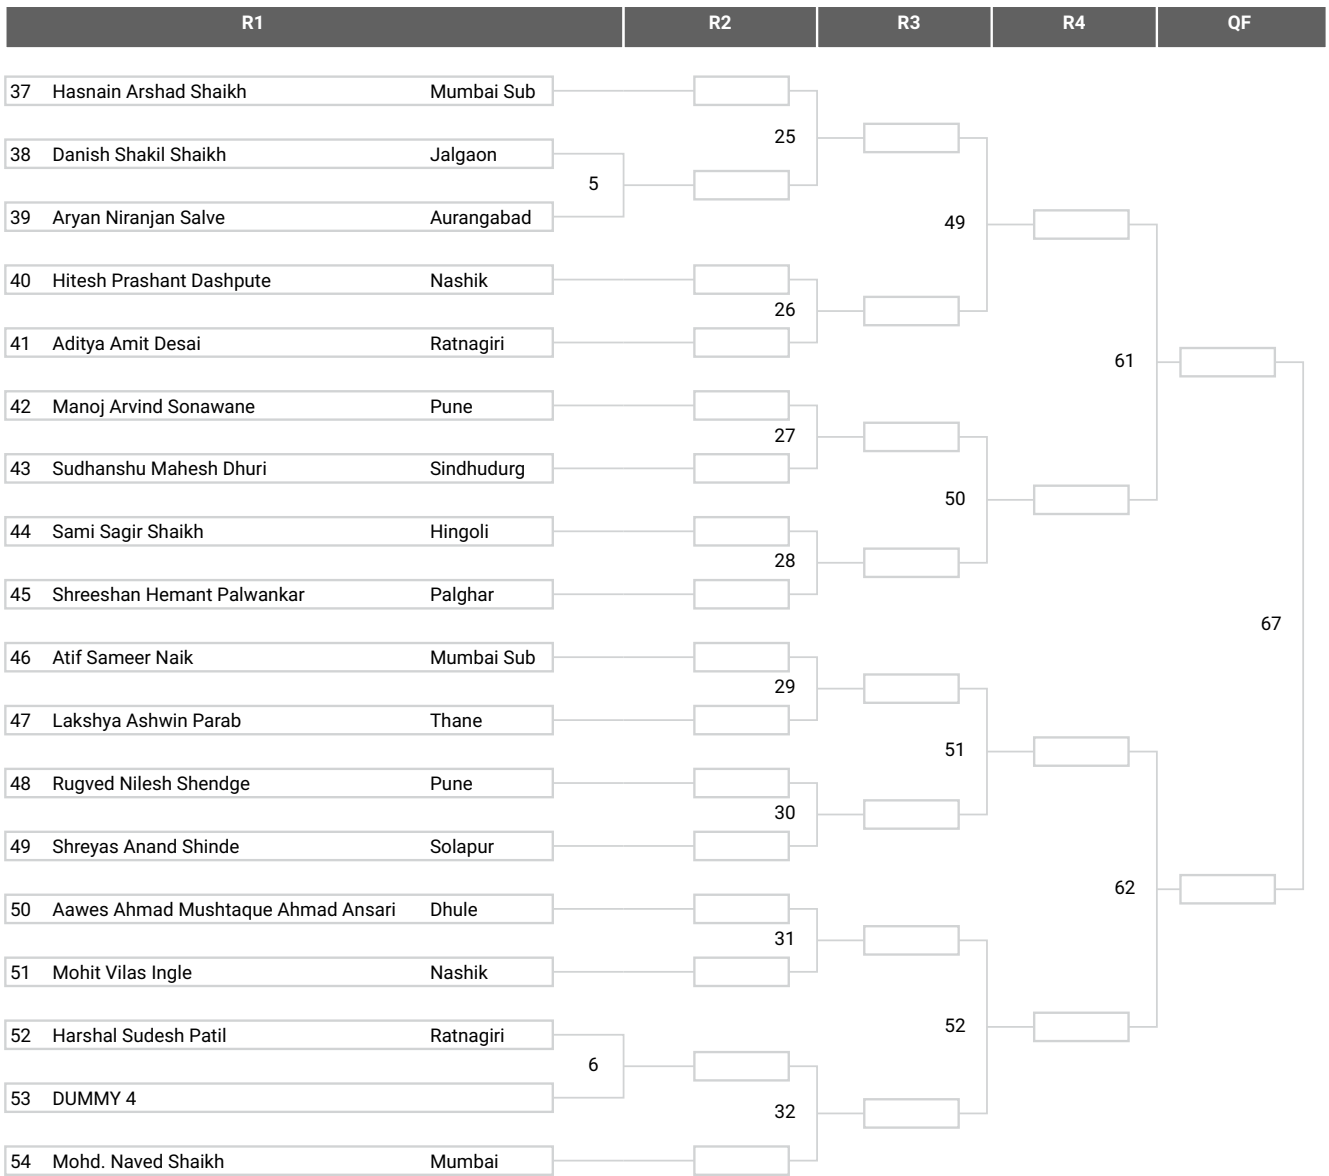 R1 R2 R3 R4 QF
37 Hasnain Arshad Shaikh Mumbai Sub
25
38 Danish Shakil Shaikh Jalgaon
5
39 Aryan Niranjan Salve Aurangabad
49
40 Hitesh Prashant Dashpute Nashik
26
41 Aditya Amit Desai Ratnagiri
61
42 Manoj Arvind Sonawane Pune
27
43 Sudhanshu Mahesh Dhuri Sindhudurg
50
44 Sami Sagir Shaikh Hingoli
28
45 Shreeshan Hemant Palwankar Palghar
67
46 Atif Sameer Naik Mumbai Sub
29
47 Lakshya Ashwin Parab Thane
51
48 Rugved Nilesh Shendge Pune
30
49 Shreyas Anand Shinde Solapur
62
50 Aawes Ahmad Mushtaque Ahmad Ansari Dhule
31
51 Mohit Vilas Ingle Nashik
52
52 Harshal Sudesh Patil Ratnagiri
6
53 DUMMY 4
32
54 Mohd. Naved Shaikh Mumbai